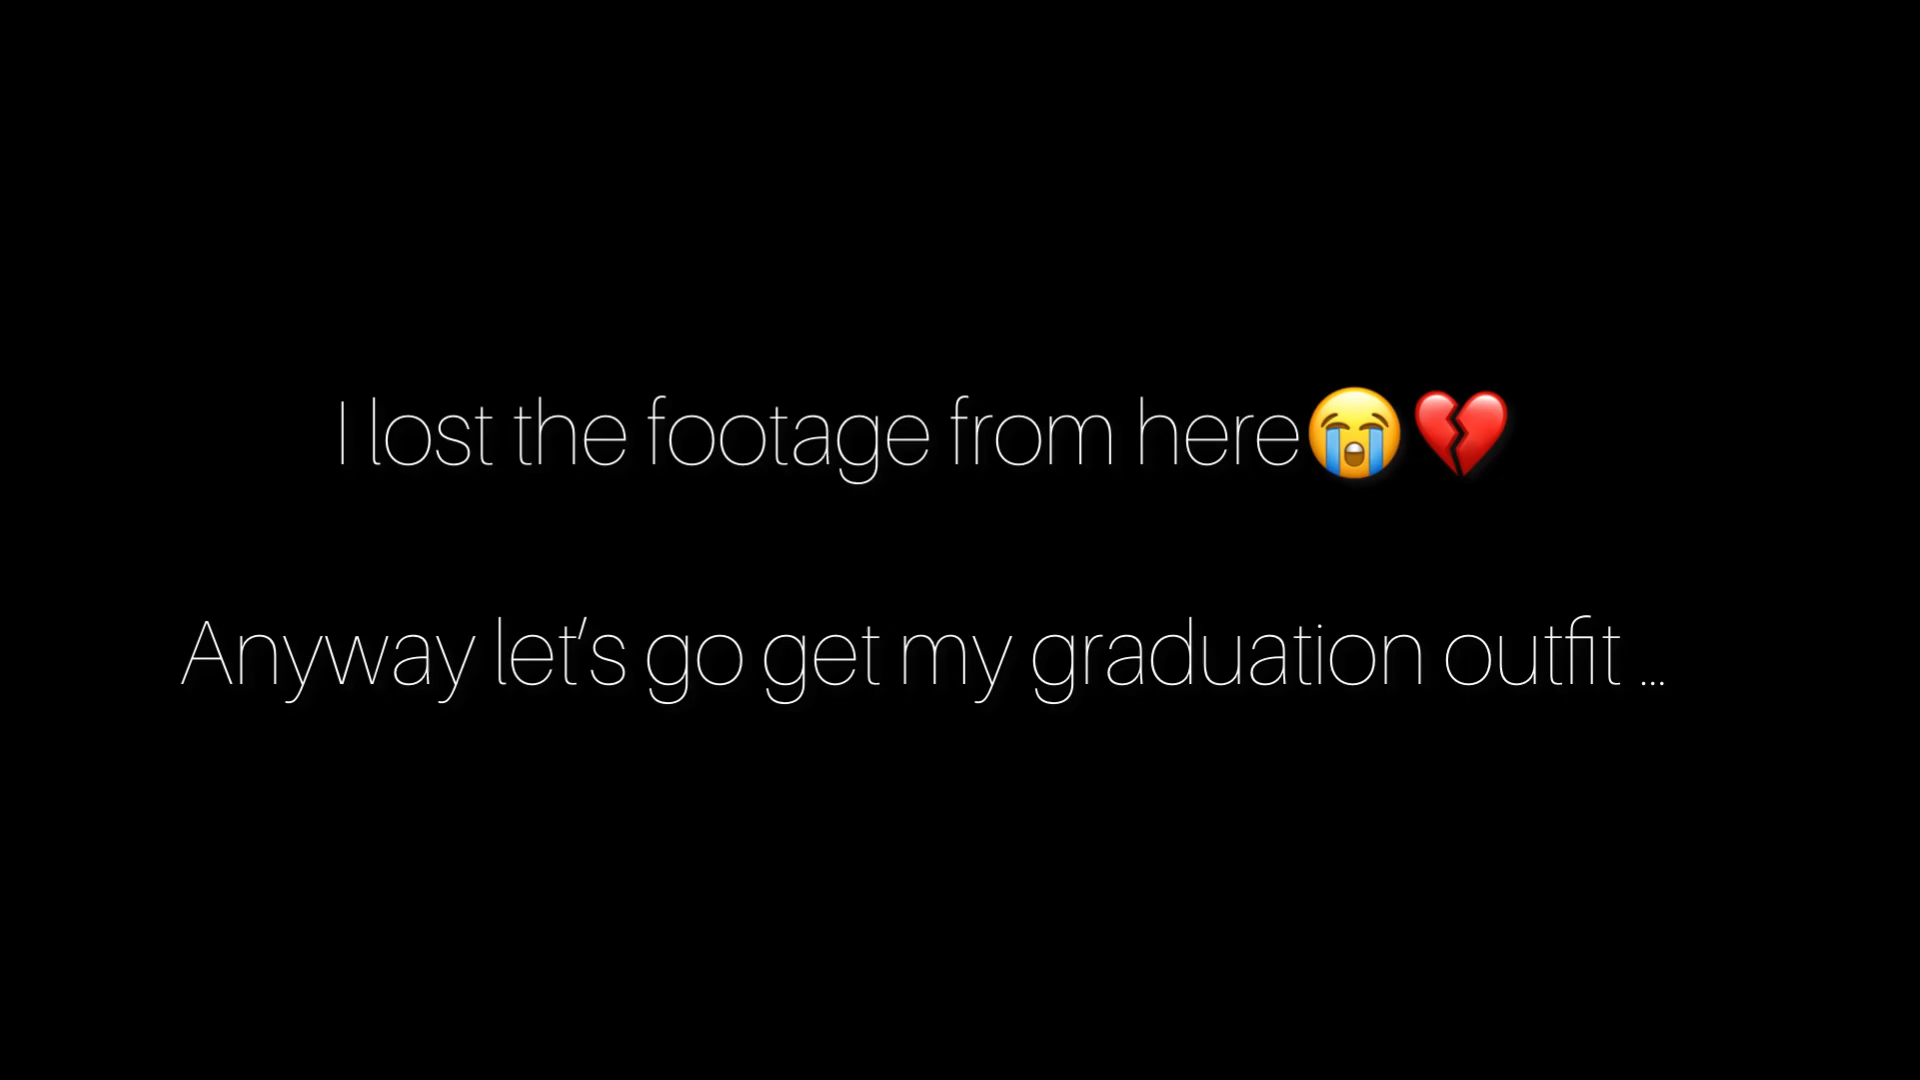 I lost the footage from here😭💔
Anyway let's go get my graduation outfit ...